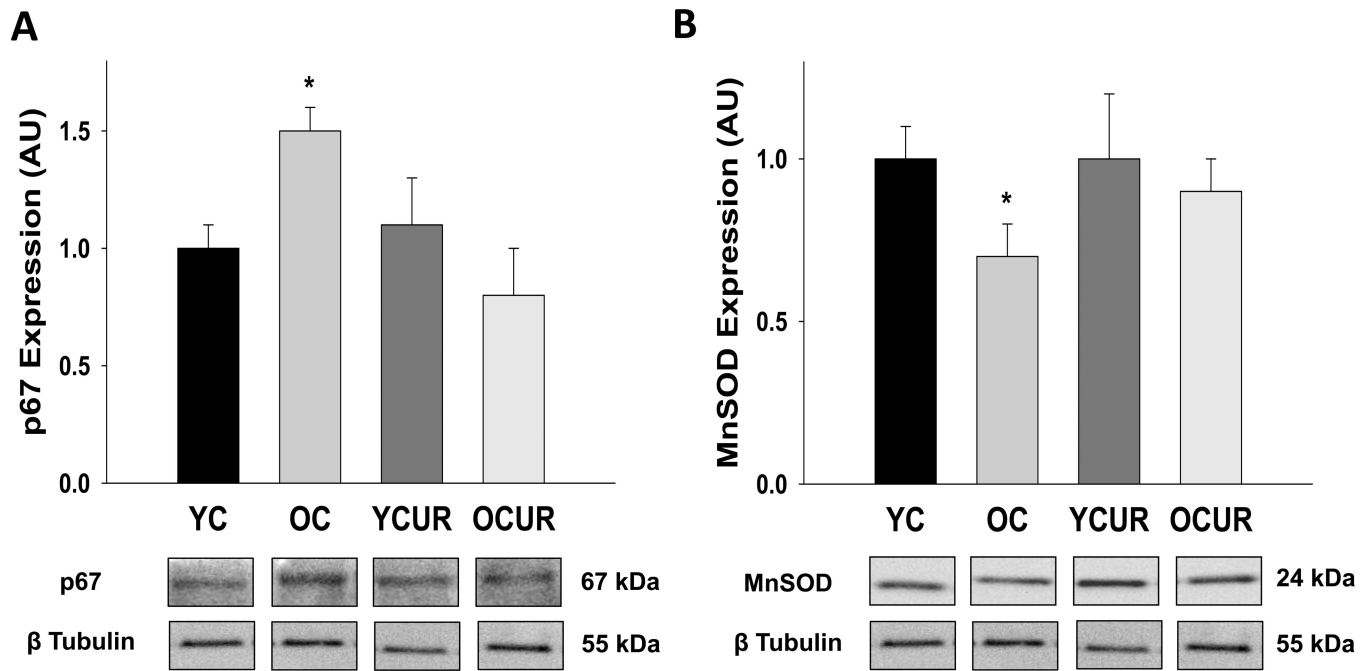 A
p67 Expression (AU)
1.5
1.0
0.5
0.0
*
YC OC YCUR OCUR
p67 67 kDa
β Tubulin 55 kDa
B
MnSOD Expression (AU)
1.0
0.5
0.0
*
YC OC YCUR OCUR
MnSOD 24 kDa
β Tubulin 55 kDa